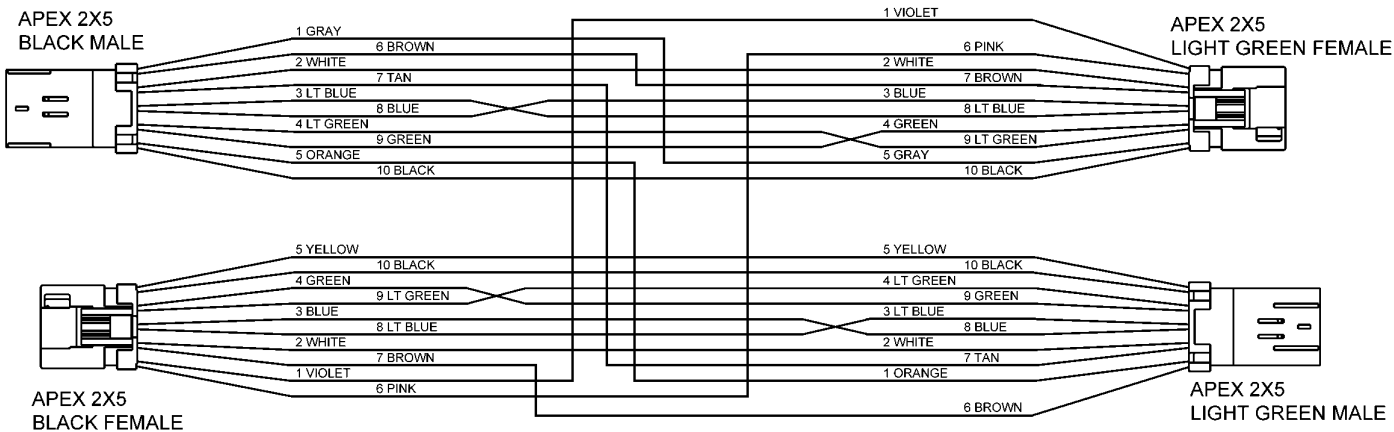 APEX 2X5
BLACK MALE
1 GRAY
6 BROWN
2 WHITE
7 TAN
3 LT BLUE
8 BLUE
4 LT GREEN
9 GREEN
5 ORANGE
10 BLACK
1 VIOLET
6 PINK
2 WHITE
7 BROWN
3 BLUE
8 LT BLUE
4 GREEN
9 LT GREEN
5 GRAY
10 BLACK
APEX 2X5
LIGHT GREEN FEMALE
5 YELLOW
10 BLACK
4 GREEN
9 LT GREEN
3 BLUE
8 LT BLUE
2 WHITE
7 BROWN
1 VIOLET
6 PINK
APEX 2X5
BLACK FEMALE
5 YELLOW
10 BLACK
4 LT GREEN
9 GREEN
3 LT BLUE
8 BLUE
2 WHITE
7 TAN
1 ORANGE
6 BROWN
APEX 2X5
LIGHT GREEN MALE